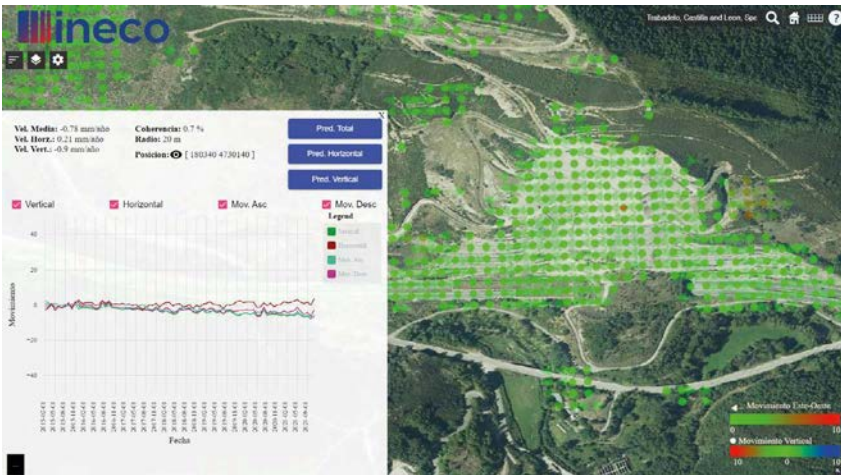 ineco
Trabadelo, Castilla and Leon, Spe
?
X
Vel. Media: -0.78 mm/año
Coherencia: 0.7 %
Vel. Horz.: 0.21 mm/año
Radio: 20 m
Vel. Vert.: -0.9 mm/año
Posicion: [ 180340 4730140 ]
Pred. Total
Pred. Horizontal
Pred. Vertical
Vertical
Horizontal
Mov. Asc
Mov. Desc
Legend
Vertical
Horizontal
Mov. Asc
Mov. Desc
40
20
0
-20
-40
Movimiento
Fecha
Movimiento Este-Oeste
0 10
Movimiento Vertical
10 0 10